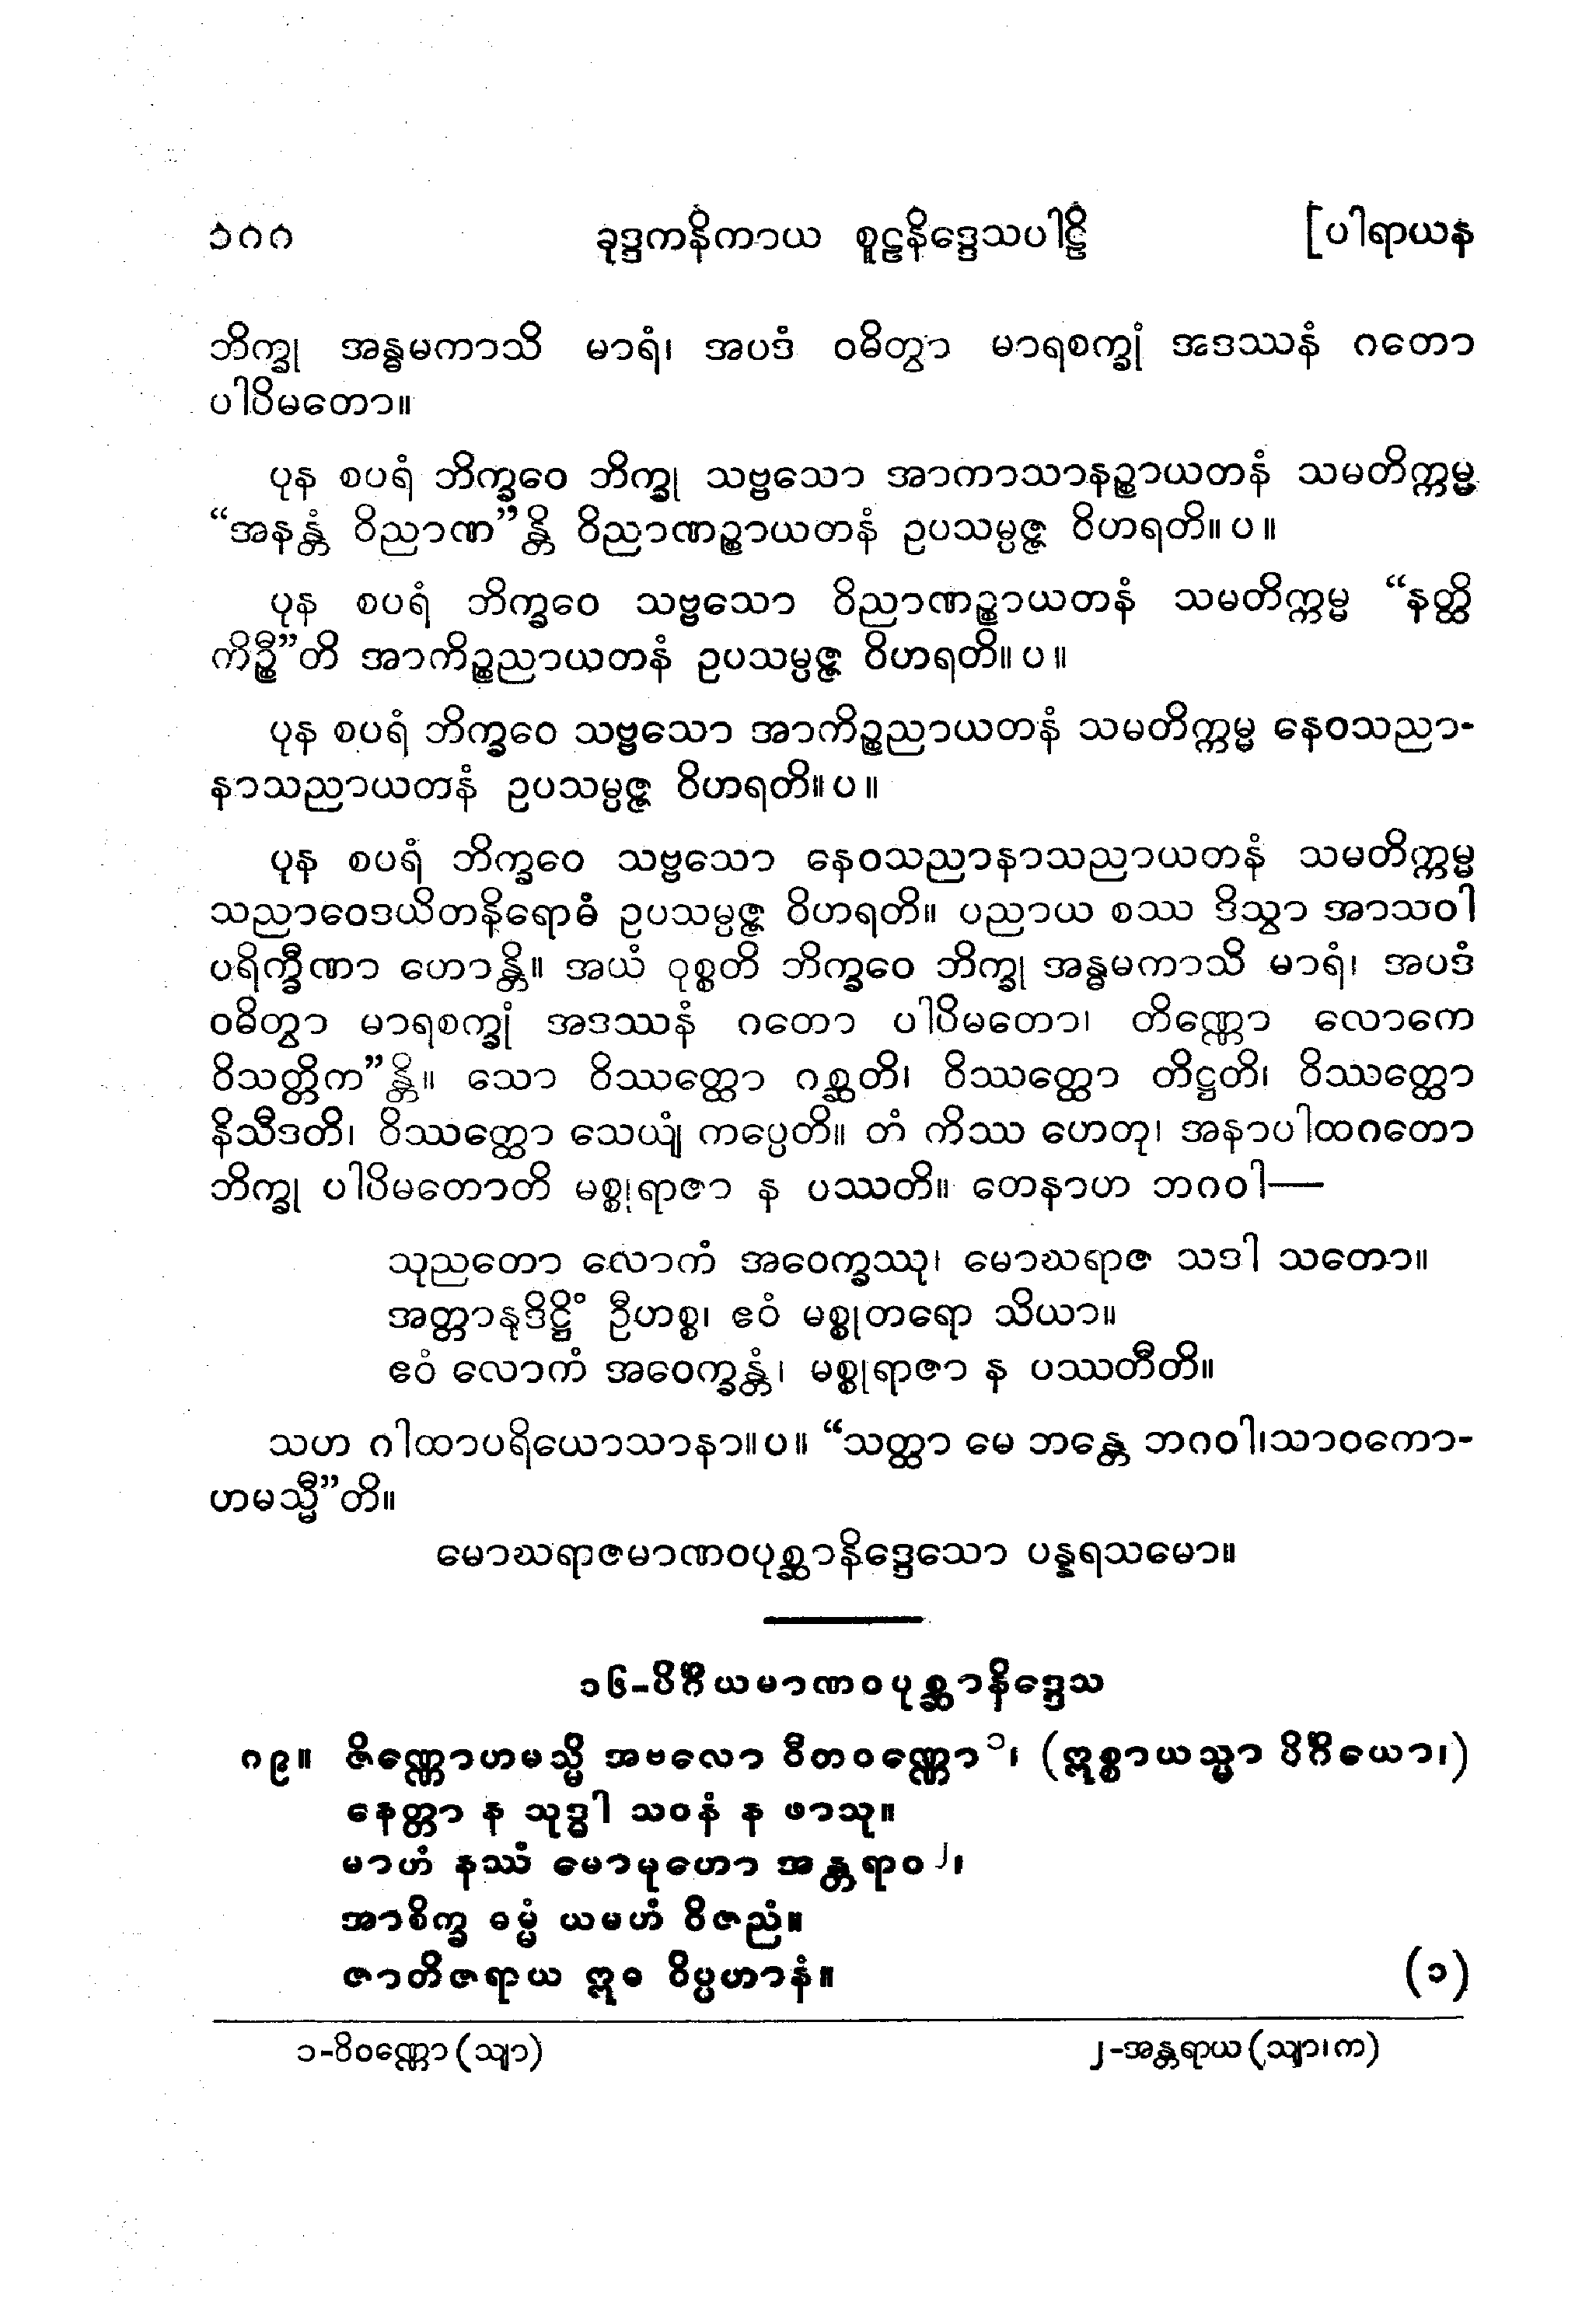 ၁၈၈ ခုဒ္ဒကနိကာယ စူဠနိဒ္ဒေသပါဠိ [ပါရာယန
ဘိက္ခု အန္ဓမကာသိ မာရံ၊ အပဒံ ဝဓိတွာ မာရစက္ခုံ အဒဿနံ ဂတော
ပါပိမတော။
ပုန စပရံ ဘိက္ခဝေ ဘိက္ခု သဗ္ဗသော အာကာသာနဉ္စာယတနံ သမတိက္ကမ္မ
“အနန္တံ ဝိညာဏ”န္တိ ဝိညာဏဉ္စာယတနံ ဥပသမ္ပဇ္ဇ ဝိဟရတိ။ ပ ။
ပုန စပရံ ဘိက္ခဝေ သဗ္ဗသော ဝိညာဏဉ္စာယတနံ သမတိက္ကမ္မ “နတ္ထိ
ကိဉ္စီ”တိ အာကိဉ္စညာယတနံ ဥပသမ္ပဇ္ဇ ဝိဟရတိ။ ပ ။
ပုန စပရံ ဘိက္ခဝေ သဗ္ဗသော အာကိဉ္စညာယတနံ သမတိက္ကမ္မ နေဝသညာ-
နာသညာယတနံ ဥပသမ္ပဇ္ဇ ဝိဟရတိ။ ပ ။
ပုန စပရံ ဘိက္ခဝေ သဗ္ဗသော နေဝသညာနာသညာယတနံ သမတိက္ကမ္မ
သညာဝေဒယိတနိရောဓံ ဥပသမ္ပဇ္ဇ ဝိဟရတိ။ ပညာယ စဿ ဒိသွာ အာသဝါ
ပရိက္ခီဏာ ဟောန္တိ။ အယံ ဝုစ္စတိ ဘိက္ခဝေ ဘိက္ခု အန္ဓမကာသိ မာရံ၊ အပဒံ
ဝဓိတွာ မာရစက္ခုံ အဒဿနံ ဂတော ပါပိမတော၊ တိဏ္ဏော လောကေ
ဝိသတ္တိက”န္တိ။ သော ဝိဿတ္ထော ဂစ္ဆတိ၊ ဝိဿတ္ထော တိဋ္ဌတိ၊ ဝိဿတ္ထော
နိသီဒတိ၊ ဝိဿတ္ထော သေယျံ ကပ္ပေတိ။ တံ ကိဿ ဟေတု၊ အနာပါထဂတော
ဘိက္ခု ပါပိမတောတိ မစ္စုရာဇာ န ပဿတိ။ တေနာဟ ဘဂဝါ—
သုညတော လောကံ အဝေက္ခဿု၊ မောဃရာဇ သဒါ သတော။
အတ္တာနုဒိဋ္ဌိံ ဦဟစ္စ၊ ဧဝံ မစ္စုတရော သိယာ။
ဧဝံ လောကံ အဝေက္ခန္တံ၊ မစ္စုရာဇာ န ပဿတီတိ။
သဟ ဂါထာပရိယောသာနာ။ ပ ။ “သတ္ထာ မေ ဘန္တေ ဘဂဝါ၊သာဝကော-
ဟမသ္မီ”တိ။
မောဃရာဇမာဏဝပုစ္ဆာနိဒ္ဒေသော ပန္နရသမော။
၁၆-ပိင်္ဂိယမာဏဝပုစ္ဆာနိဒ္ဒေသ
၈၉။ ဇိဏ္ဏောဟမသ္မိ အဗလော ဝီတဝဏ္ဏော၁၊ (ဣစ္စာယသ္မာ ပိင်္ဂိယော၊)
နေတ္တာ န သုဒ္ဓါ သဝနံ န ဖာသု။
မာဟံ နဿံ မောမုဟော အန္တရာဝ၂၊
အာစိက္ခ ဓမ္မံ ယမဟံ ဝိဇညံ။
ဇာတိဇရာယ ဣဓ ဝိပ္ပဟာနံ။ (၁)
၁-ဝိဝဏ္ဏော (သျာ) ၂-အန္တရာယ (သျာ၊က)